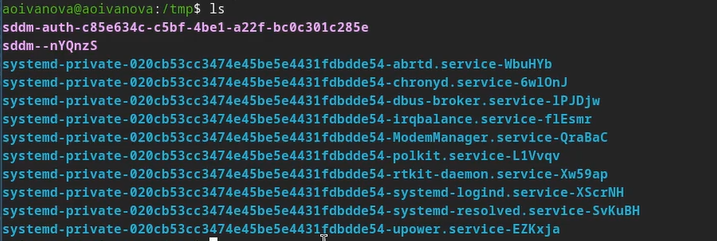 aoivanova@aoivanova:/tmp$ ls
sddm-auth-c85e634c-c5bf-4be1-a22f-bc0c301c285e
sddm--nYQnzS
systemd-private-020cb53cc3474e45be5e4431fdbdde54-abrtd.service-WbuHYb
systemd-private-020cb53cc3474e45be5e4431fdbdde54-chronyd.service-6wlOnJ
systemd-private-020cb53cc3474e45be5e4431fdbdde54-dbus-broker.service-lPJDjw
systemd-private-020cb53cc3474e45be5e4431fdbdde54-irqbalance.service-flEsmr
systemd-private-020cb53cc3474e45be5e4431fdbdde54-ModemManager.service-QraBaC
systemd-private-020cb53cc3474e45be5e4431fdbdde54-polkit.service-L1Vvqv
systemd-private-020cb53cc3474e45be5e4431fdbdde54-rtkit-daemon.service-Xw59ap
systemd-private-020cb53cc3474e45be5e4431fdbdde54-systemd-logind.service-XScrNH
systemd-private-020cb53cc3474e45be5e4431fdbdde54-systemd-resolved.service-SvKuBH
systemd-private-020cb53cc3474e45be5e4431fdbdde54-upower.service-EZKxja